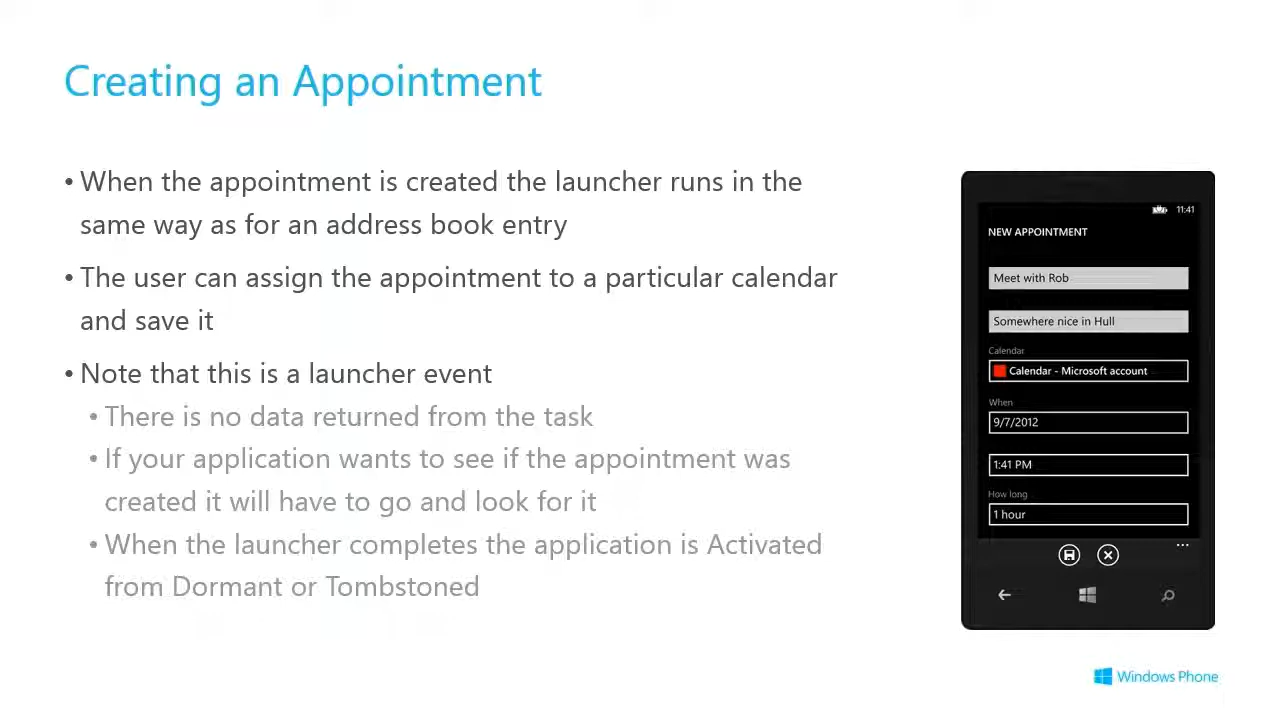 Creating an Appointment
• When the appointment is created the launcher runs in the
same way as for an address book entry
• The user can assign the appointment to a particular calendar
and save it
• Note that this is a launcher event
• There is no data returned from the task
• If your application wants to see if the appointment was
created it will have to go and look for it
• When the launcher completes the application is Activated
from Dormant or Tombstoned
11:41
NEW APPOINTMENT
Meet with Rob
Somewhere nice in Hull
Calendar
Calendar - Microsoft account
When
9/7/2012
1:41 PM
How long
1 hour
...
Windows Phone